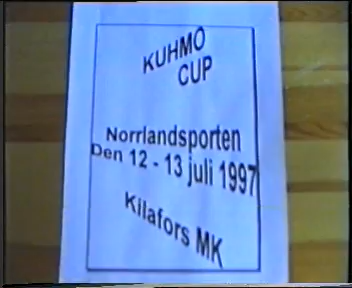 KUHMO
CUP
Norrlandsporten
Den 12 - 13 juli 1997
Kilafors MK